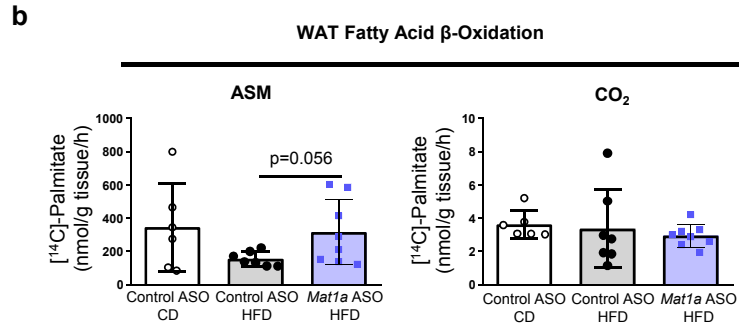 b
WAT Fatty Acid β-Oxidation
ASM
[¹⁴C]-Palmitate
(nmol/g tissue/h)
1000
800
600
400
200
0
p=0.056
Control ASO
CD
Control ASO
HFD
Mat1a ASO
HFD
CO₂
[¹⁴C]-Palmitate
(nmol/g tissue/h)
10
8
6
4
2
0
Control ASO
CD
Control ASO
HFD
Mat1a ASO
HFD